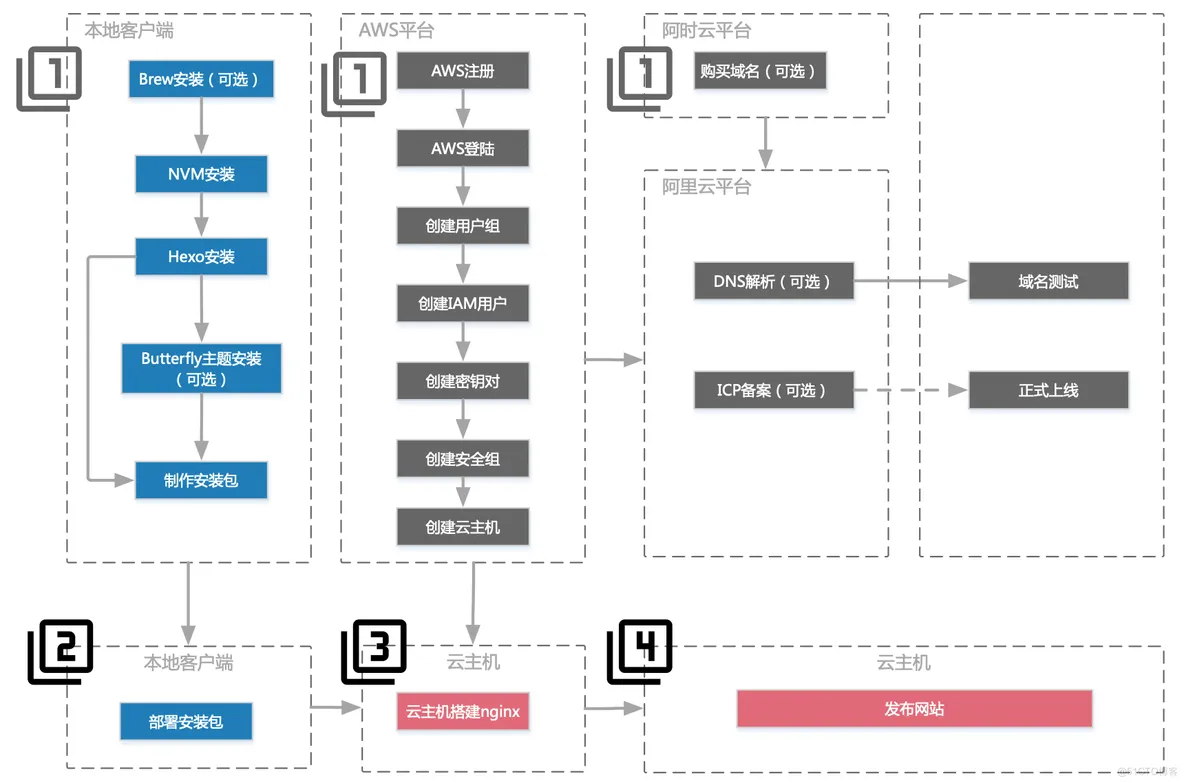 本地客户端
1
Brew安装（可选）
NVM安装
Hexo安装
Butterfly主题安装
（可选）
制作安装包
AWS平台
1
AWS注册
AWS登陆
创建用户组
创建IAM用户
创建密钥对
创建安全组
创建云主机
阿时云平台
1
购买域名（可选）
阿里云平台
DNS解析（可选）
ICP备案（可选）
域名测试
正式上线
2
本地客户端
部署安装包
3
云主机
云主机搭建nginx
4
云主机
发布网站
@51CTO博客